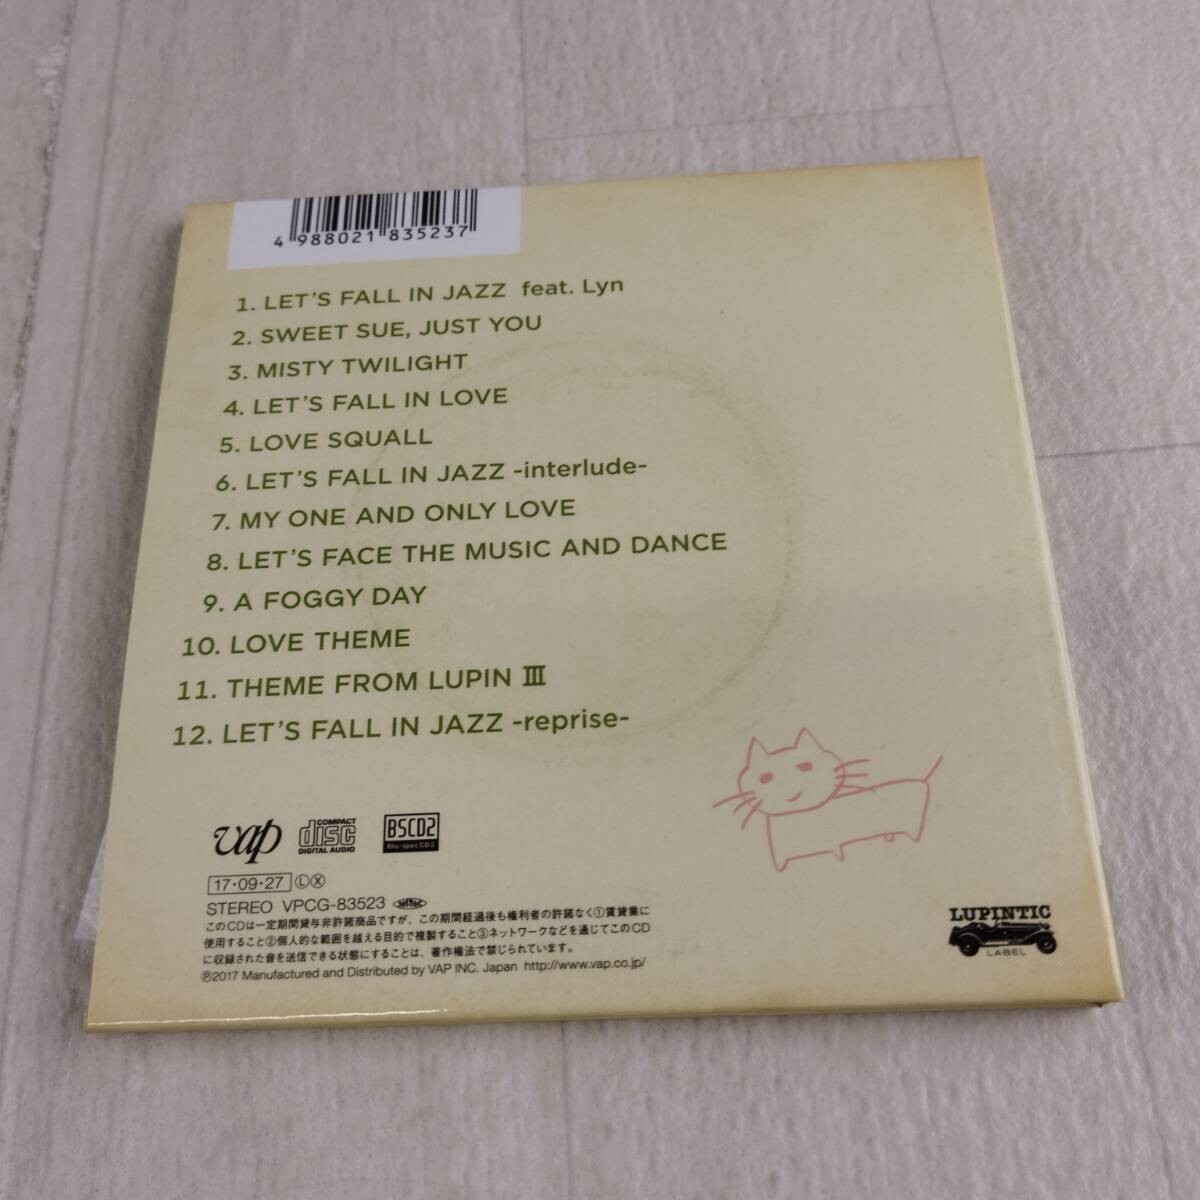 4 988021 835237
1. LET'S FALL IN JAZZ feat. Lyn
2. SWEET SUE, JUST YOU
3. MISTY TWILIGHT
4. LET'S FALL IN LOVE
5. LOVE SQUALL
6. LET'S FALL IN JAZZ -interlude-
7. MY ONE AND ONLY LOVE
8. LET'S FACE THE MUSIC AND DANCE
9. A FOGGY DAY
10. LOVE THEME
11. THEME FROM LUPIN Ⅲ
12. LET'S FALL IN JAZZ -reprise-
vap
COMPACT
disc
DIGITAL AUDIO
BSCD2
Blu-spec CD 2
17・09・27 Ⓛ Ⓧ
STEREO VPCG-83523
このCDは一定期間貸与非許諾商品ですが、この期間経過後も権利者の許諾なく①賃貸業に
使用すること②個人的な範囲を越える目的で複製すること③ネットワークなどを通じてこのCD
に収録された音を送信できる状態にすることは、著作権法で禁じられています。
℗2017 Manufactured and Distributed by VAP INC. Japan http://www.vap.co.jp/
LUPINTIC
LABEL